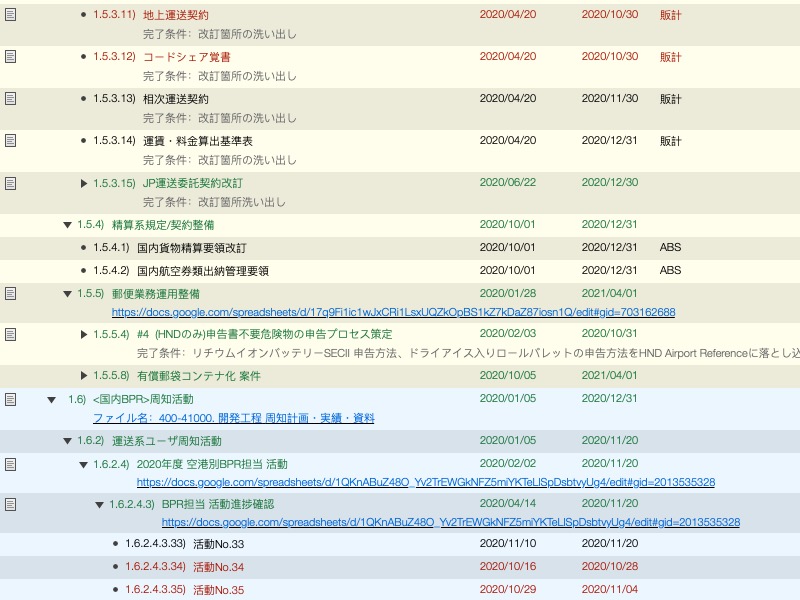 1.5.3.11) 地上運送契約 2020/04/20 2020/10/30 販計
完了条件: 改訂箇所の洗い出し
1.5.3.12) コードシェア覚書 2020/04/20 2020/10/30 販計
完了条件: 改訂箇所の洗い出し
1.5.3.13) 相次運送契約 2020/04/20 2020/11/30 販計
完了条件: 改訂箇所の洗い出し
1.5.3.14) 運賃・料金算出基準表 2020/04/20 2020/12/31 販計
完了条件: 改訂箇所の洗い出し
1.5.3.15) JP運送委託契約改訂 2020/06/22 2020/12/30
完了条件: 改訂箇所洗い出し
1.5.4) 精算系規定/契約整備 2020/10/01 2020/12/31
1.5.4.1) 国内貨物精算要領改訂 2020/10/01 2020/12/31 ABS
1.5.4.2) 国内航空券類出納管理要領 2020/10/01 2020/12/31 ABS
1.5.5) 郵便業務運用整備 2020/01/28 2021/04/01
https://docs.google.com/spreadsheets/d/17q9Fi1ic1wJxCRi1LsxUQZkOpBS1kZ7kDaZ87iosn1Q/edit#gid=703162688
1.5.5.4) #4 (HNDのみ)申告書不要危険物の申告プロセス策定 2020/02/03 2020/10/31
完了条件: リチウムイオンバッテリーSECII 申告方法、ドライアイス入りロールパレットの申告方法をHND Airport Referenceに落とし込
1.5.5.8) 有償郵袋コンテナ化 案件 2020/10/05 2021/04/01
1.6) <国内BPR>周知活動 2020/01/05 2020/12/31
ファイル名: 400-41000. 開発工程 周知計画・実績・資料
1.6.2) 運送系ユーザ周知活動 2020/01/05 2020/11/20
1.6.2.4) 2020年度 空港別BPR担当 活動 2020/02/02 2020/11/20
https://docs.google.com/spreadsheets/d/1QKnABuZ48O_Yv2TrEWGkNFZ5miYKTeLlSpDsbtvyUg4/edit#gid=2013535328
1.6.2.4.3) BPR担当 活動進捗確認 2020/04/14 2020/11/20
https://docs.google.com/spreadsheets/d/1QKnABuZ48O_Yv2TrEWGkNFZ5miYKTeLlSpDsbtvyUg4/edit#gid=2013535328
1.6.2.4.3.33) 活動No.33 2020/11/10 2020/11/20
1.6.2.4.3.34) 活動No.34 2020/10/16 2020/10/28
1.6.2.4.3.35) 活動No.35 2020/10/29 2020/11/04